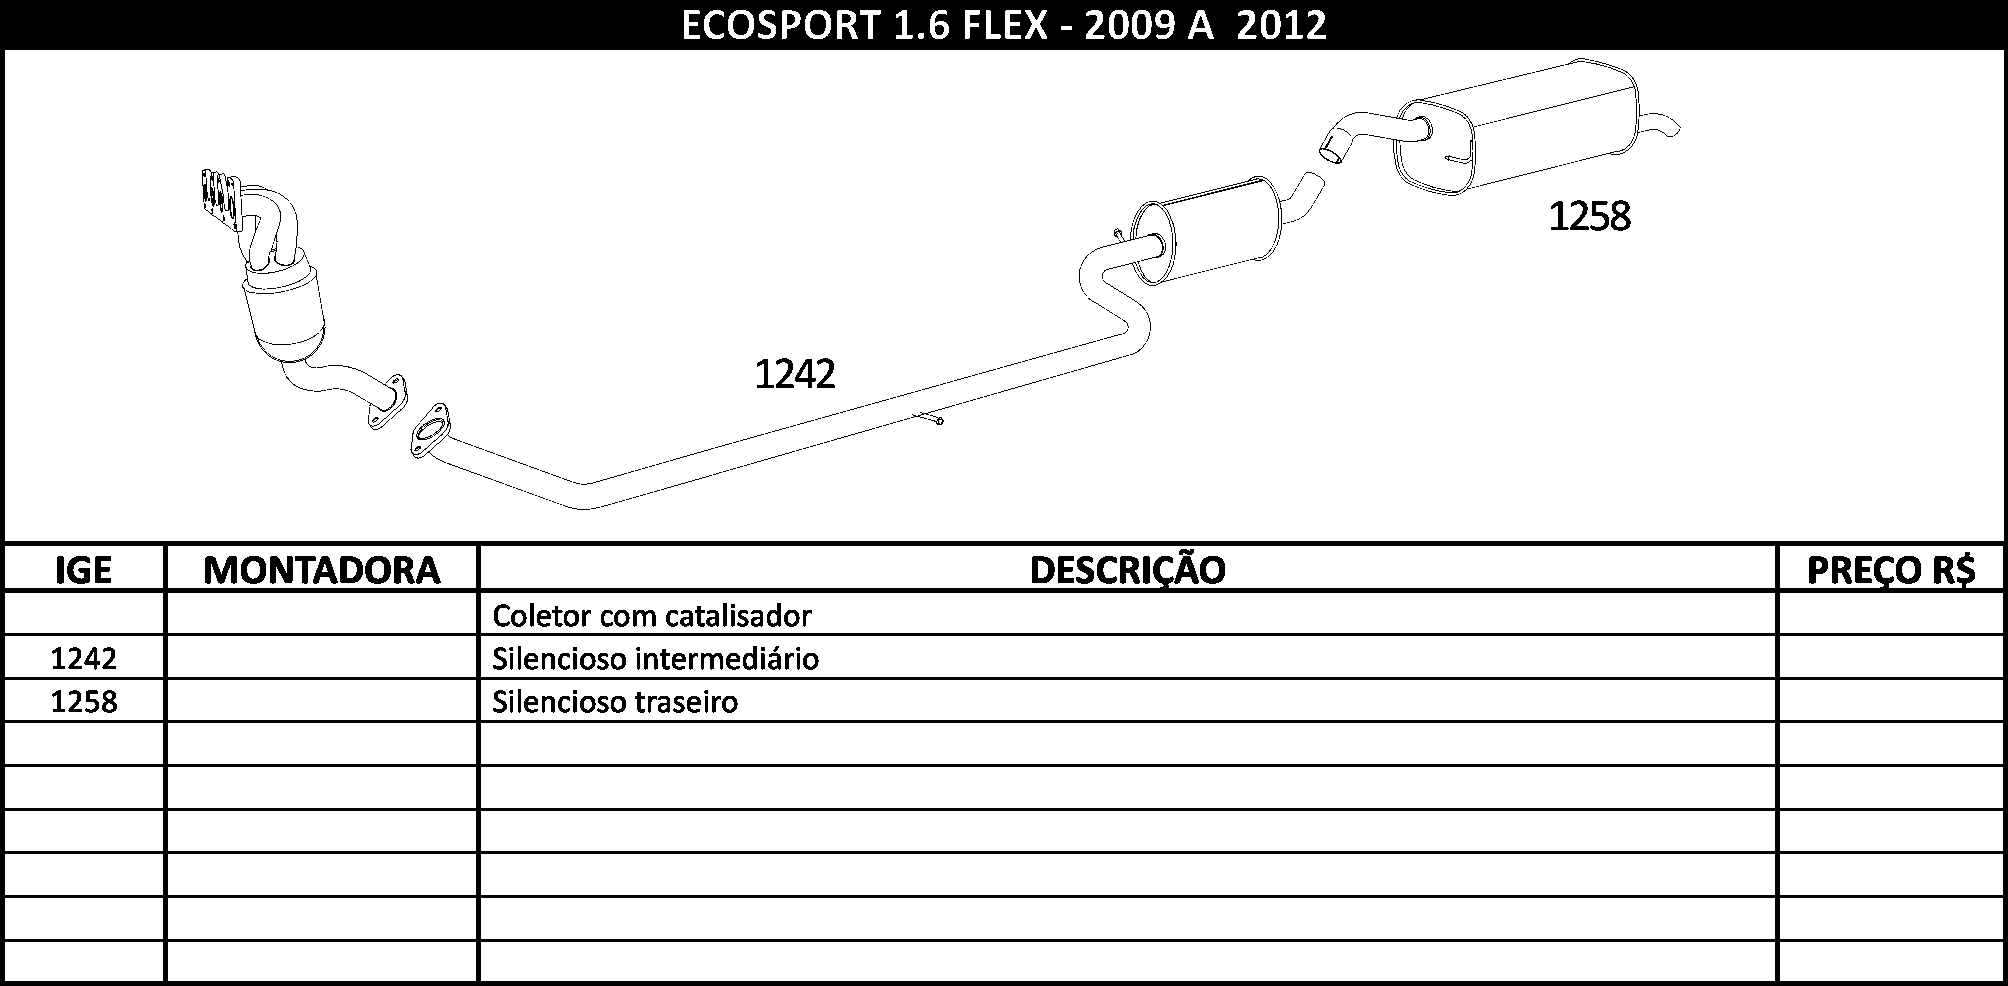 ECOSPORT 1.6 FLEX - 2009 A  2012
1258
1242
IGE MONTADORA DESCRIÇÃO PREÇO R$
Coletor com catalisador
1242 Silencioso intermediário
1258 Silencioso traseiro